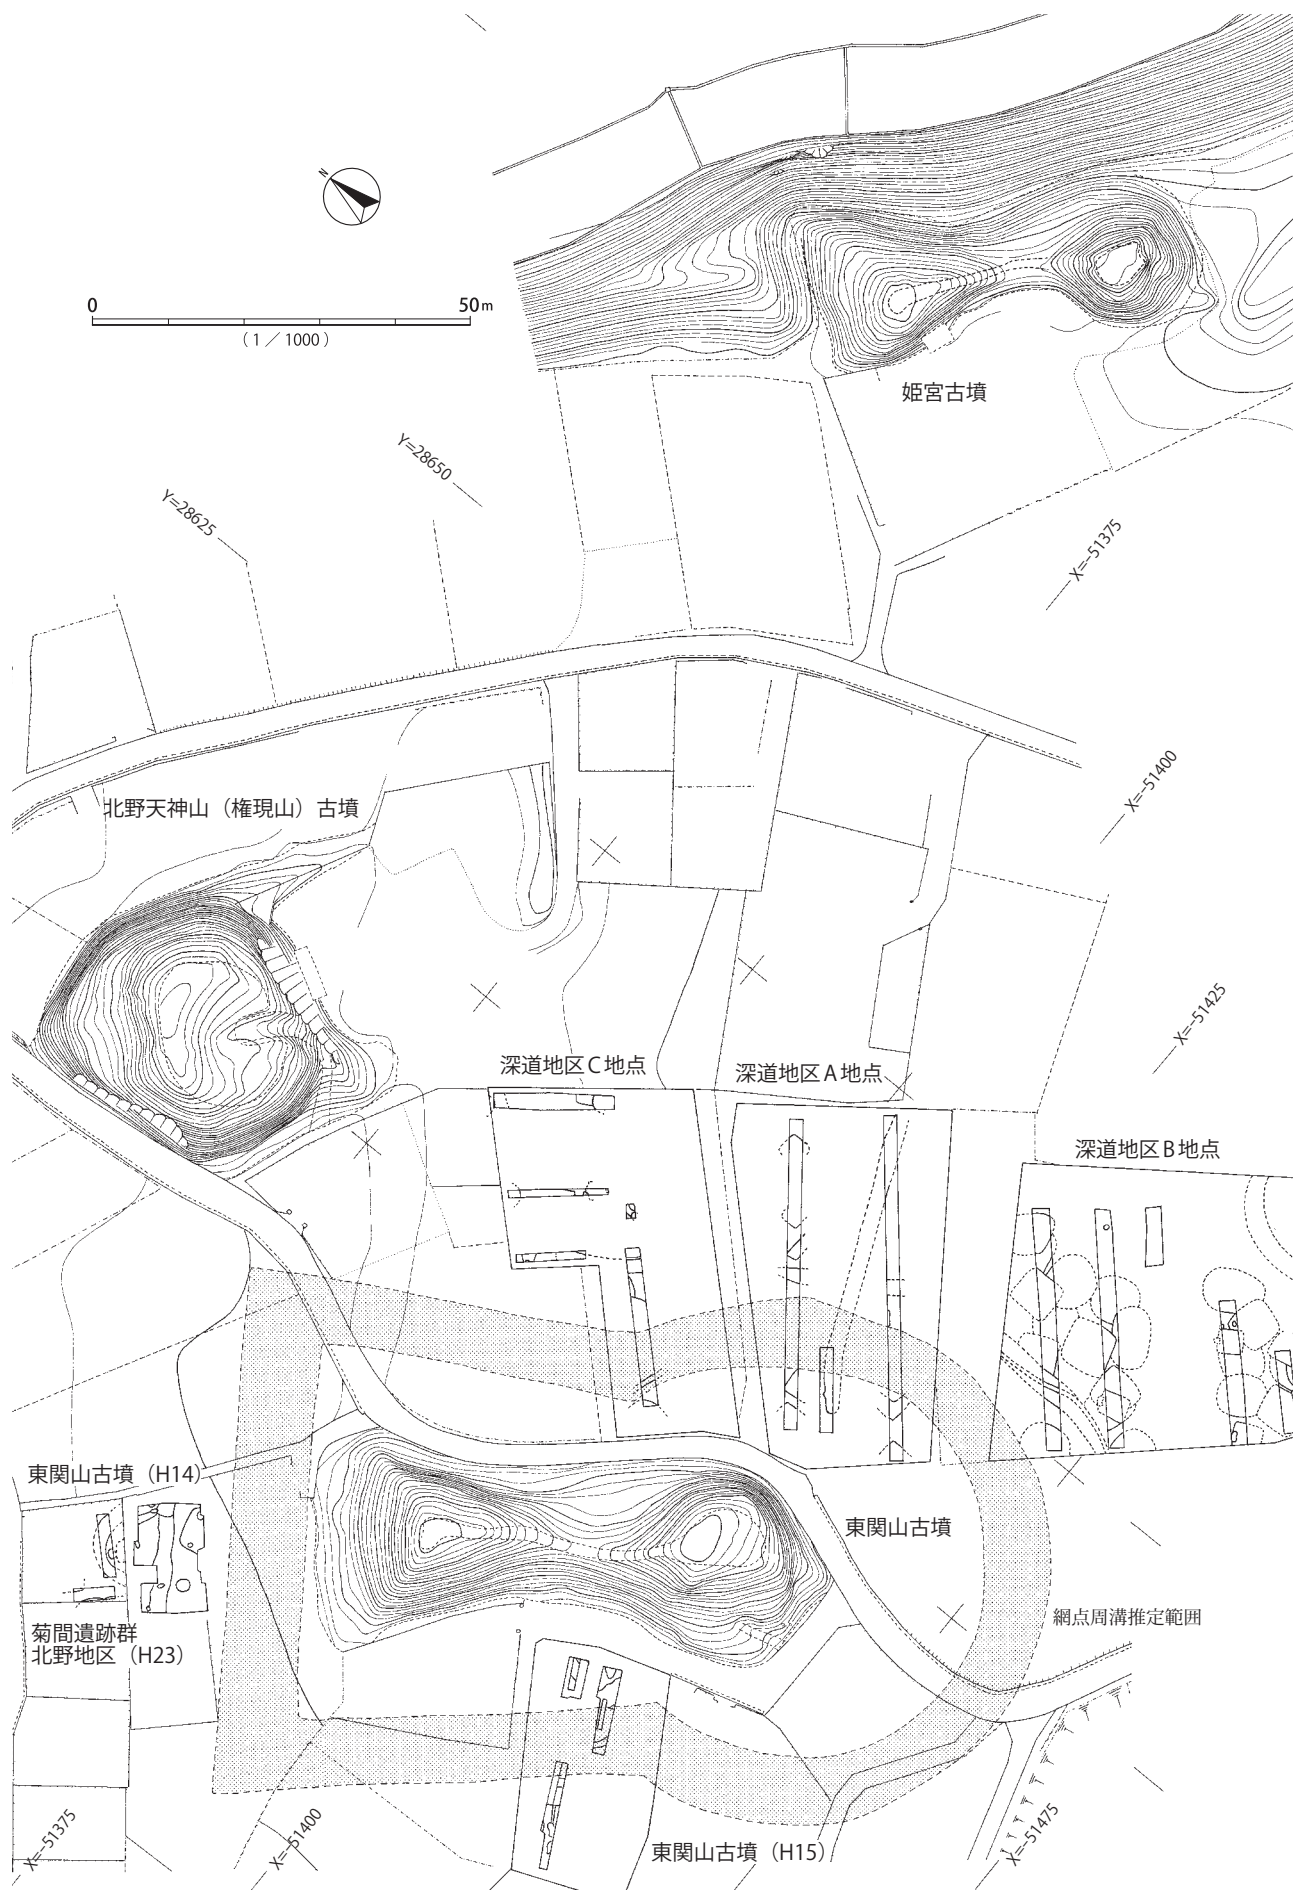 N
0
50m
(1/1000)
姫宮古墳
Y=28650
Y=28625
X=-51375
X=-51400
北野天神山（権現山）古墳
X=-51425
深道地区C地点
深道地区A地点
深道地区B地点
東関山古墳（H14）
東関山古墳
網点周溝推定範囲
菊間遺跡群
北野地区（H23）
X=-51375
X=-51400
東関山古墳（H15）
X=-51475